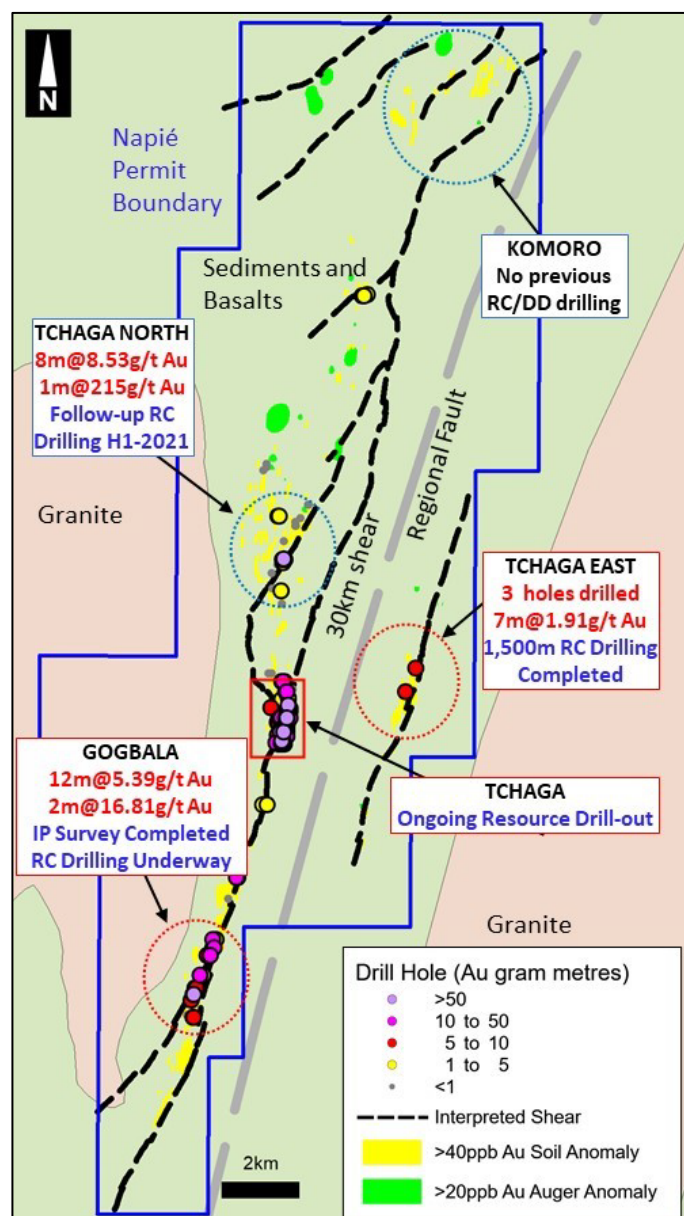 N
Napié
Permit
Boundary
Sediments and
Basalts
KOMORO
No previous
RC/DD drilling
TCHAGA NORTH
8m@8.53g/t Au
1m@215g/t Au
Follow-up RC
Drilling H1-2021
Granite
Regional Fault
30km shear
TCHAGA EAST
3 holes drilled
7m@1.91g/t Au
1,500m RC Drilling
Completed
GOGBALA
12m@5.39g/t Au
2m@16.81g/t Au
IP Survey Completed
RC Drilling Underway
TCHAGA
Ongoing Resource Drill-out
Granite
Drill Hole (Au gram metres)
>50
10 to 50
5 to 10
1 to 5
<1
Interpreted Shear
>40ppb Au Soil Anomaly
>20ppb Au Auger Anomaly
2km